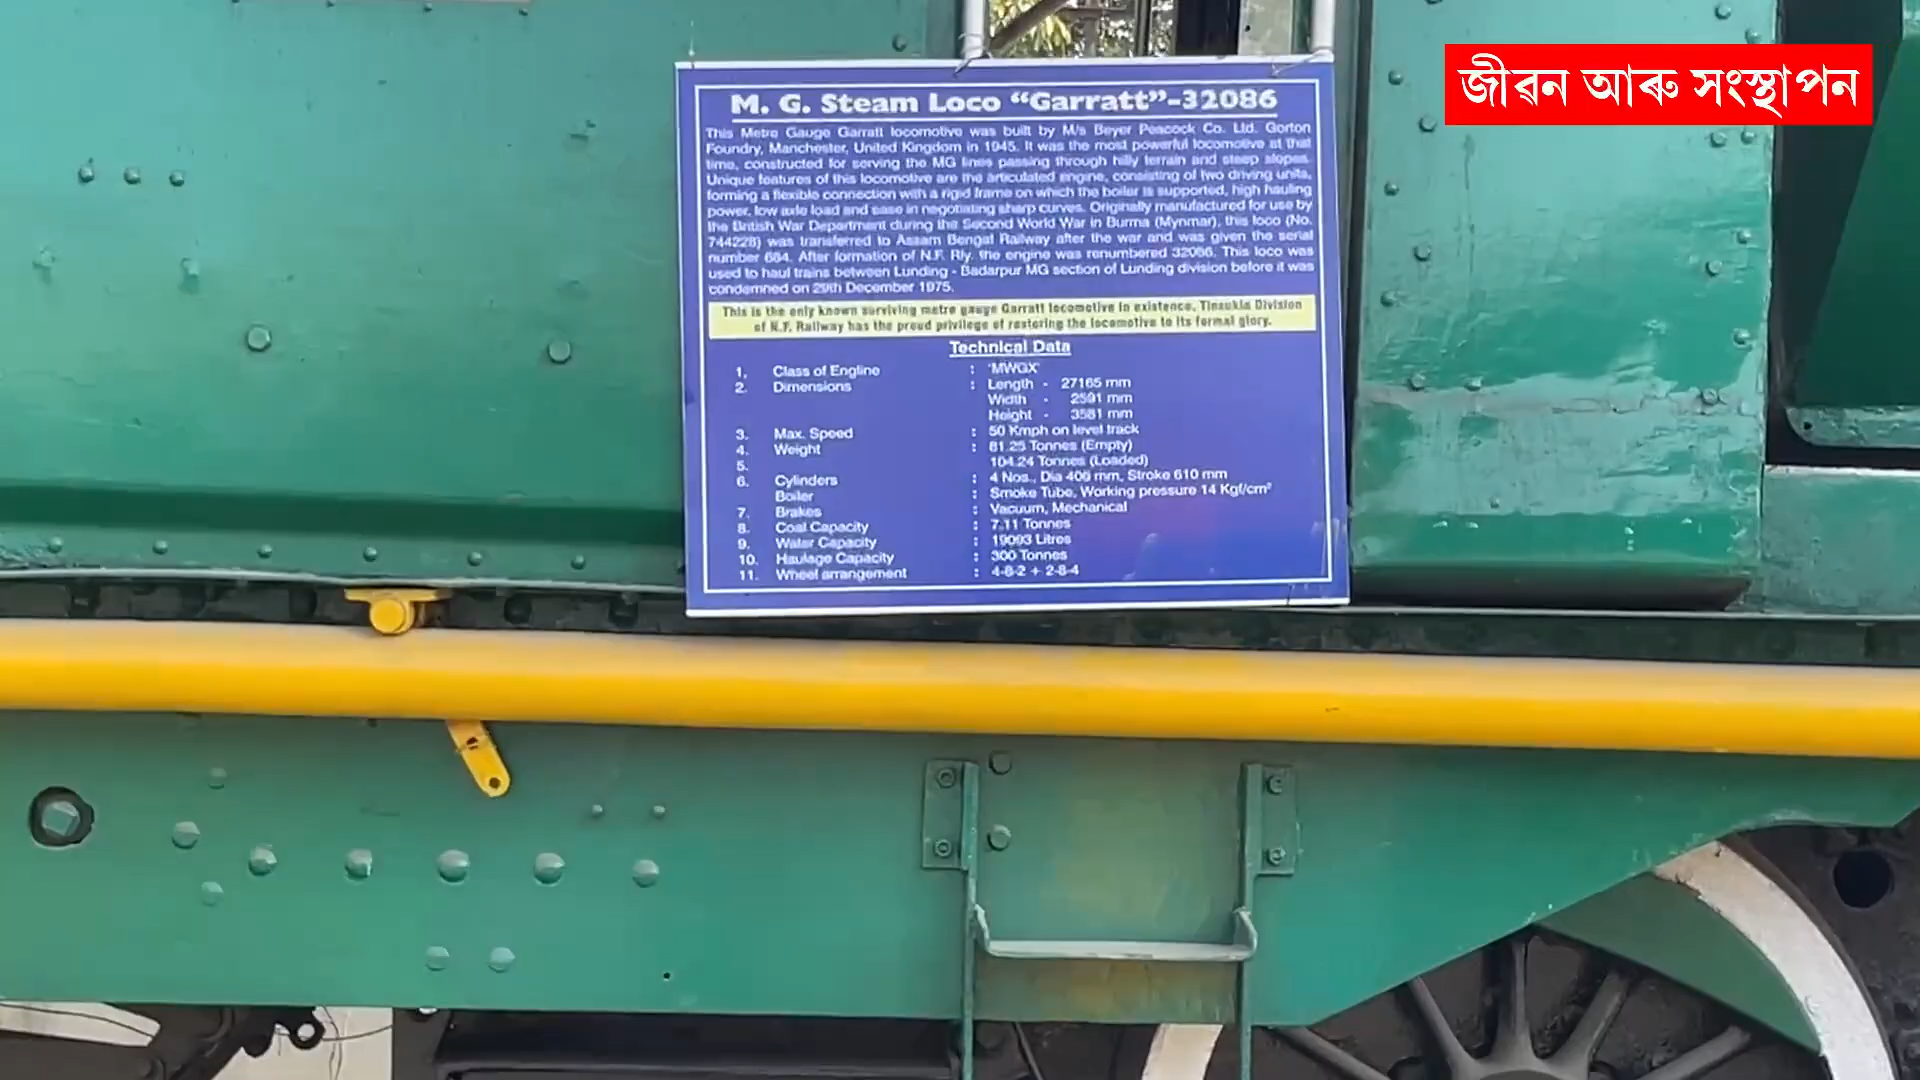 জীৱন আৰু সংস্থাপন
M. G. Steam Loco “Garratt”-32086
This Metre Gauge Garratt locomotive was built by M/s Beyer Peacock Co. Ltd. Gorton
Foundry, Manchester, United Kingdom in 1945. It was the most powerful locomotive at that
time, constructed for serving the MG lines passing through hilly terrain and steep slopes.
Unique features of this locomotive are the articulated engine, consisting of two driving units,
forming a flexible connection with a rigid frame on which the boiler is supported, high hauling
power, low axle load and ease in negotiating sharp curves. Originally manufactured for use by
the British War Department during the Second World War in Burma (Mynmar), this loco (No.
744228) was transferred to Assam Bengal Railway after the war and was given the serial
number 684. After formation of N.F. Rly. the engine was renumbered 32086. This loco was
used to haul trains between Lunding - Badarpur MG section of Lunding division before it was
condemned on 29th December 1975.
This is the only known surviving metre gauge Garratt locomotive in existence. Tinsukia Division
of N.F. Railway has the proud privilege of restoring the locomotive to its formal glory.
Technical Data
1. Class of Engline : 'MWGX'
2. Dimensions : Length - 27165 mm
Width - 2591 mm
Height - 3581 mm
3. Max. Speed : 50 Kmph on level track
4. Weight : 81.25 Tonnes (Empty)
5. 104.24 Tonnes (Loaded)
6. Cylinders : 4 Nos., Dia 406 mm, Stroke 610 mm
Boiler : Smoke Tube, Working pressure 14 Kgf/cm²
7. Brakes : Vacuum, Mechanical
8. Coal Capacity : 7.11 Tonnes
9. Water Capacity : 19093 Litres
10. Haulage Capacity : 300 Tonnes
11. Wheel arrangement : 4-8-2 + 2-8-4